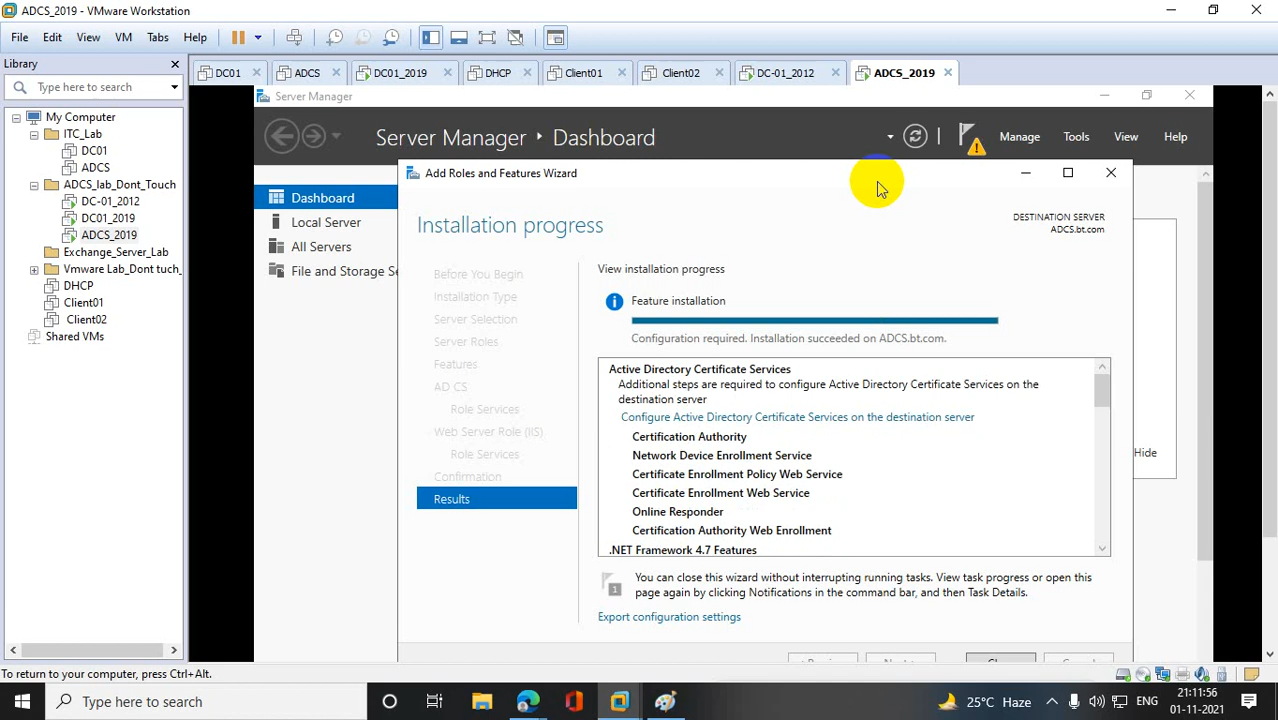 ADCS_2019 - VMware Workstation
File Edit View VM Tabs Help
Library
Type here to search
My Computer
ITC_Lab
DC01
ADCS
ADCS_lab_Dont_Touch
DC-01_2012
DC01_2019
ADCS_2019
Exchange_Server_Lab
Vmware Lab_Dont tuch_
DHCP
Client01
Client02
Shared VMs
DC01 ADCS DC01_2019 DHCP Client01 Client02 DC-01_2012 ADCS_2019
Server Manager
Server Manager Dashboard
Manage Tools View Help
Dashboard
Local Server
All Servers
File and Storage Se
Hide
Add Roles and Features Wizard
Installation progress
DESTINATION SERVER
ADCS.bt.com
Before You Begin
Installation Type
Server Selection
Server Roles
Features
AD CS
Role Services
Web Server Role (IIS)
Role Services
Confirmation
Results
View installation progress
Feature installation
Configuration required. Installation succeeded on ADCS.bt.com.
Active Directory Certificate Services
Additional steps are required to configure Active Directory Certificate Services on the
destination server
Configure Active Directory Certificate Services on the destination server
Certification Authority
Network Device Enrollment Service
Certificate Enrollment Policy Web Service
Certificate Enrollment Web Service
Online Responder
Certification Authority Web Enrollment
.NET Framework 4.7 Features
1
You can close this wizard without interrupting running tasks. View task progress or open this
page again by clicking Notifications in the command bar, and then Task Details.
Export configuration settings
To return to your computer, press Ctrl+Alt.
Type here to search
25°C Haze
ENG
21:11:56
01-11-2021